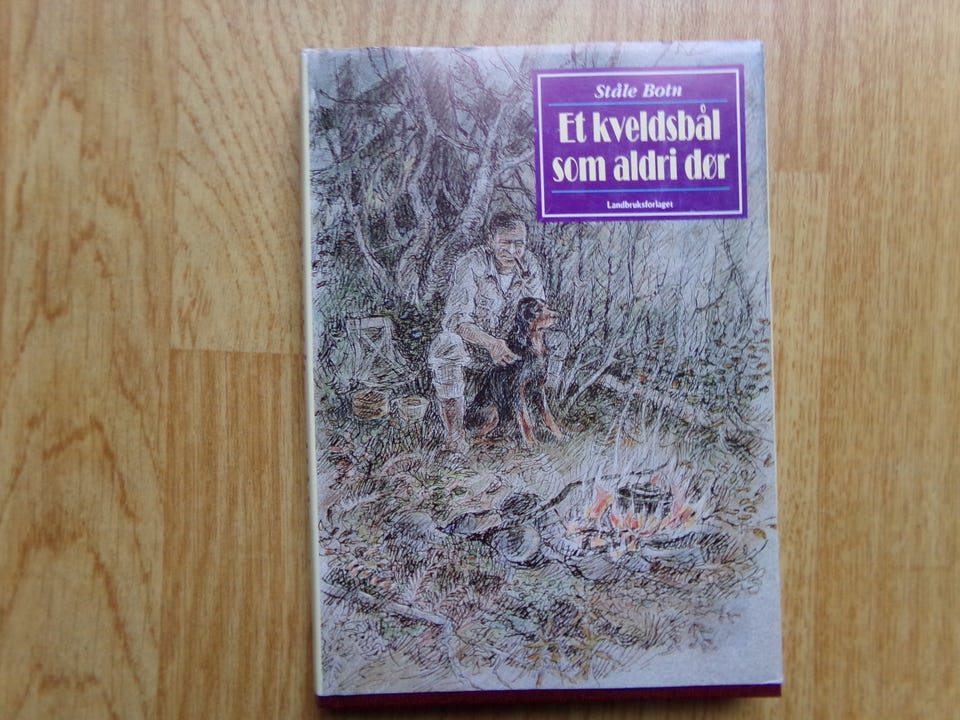 Ståle Botn
Et kveldsbål
som aldri dør
Landbruksforlaget